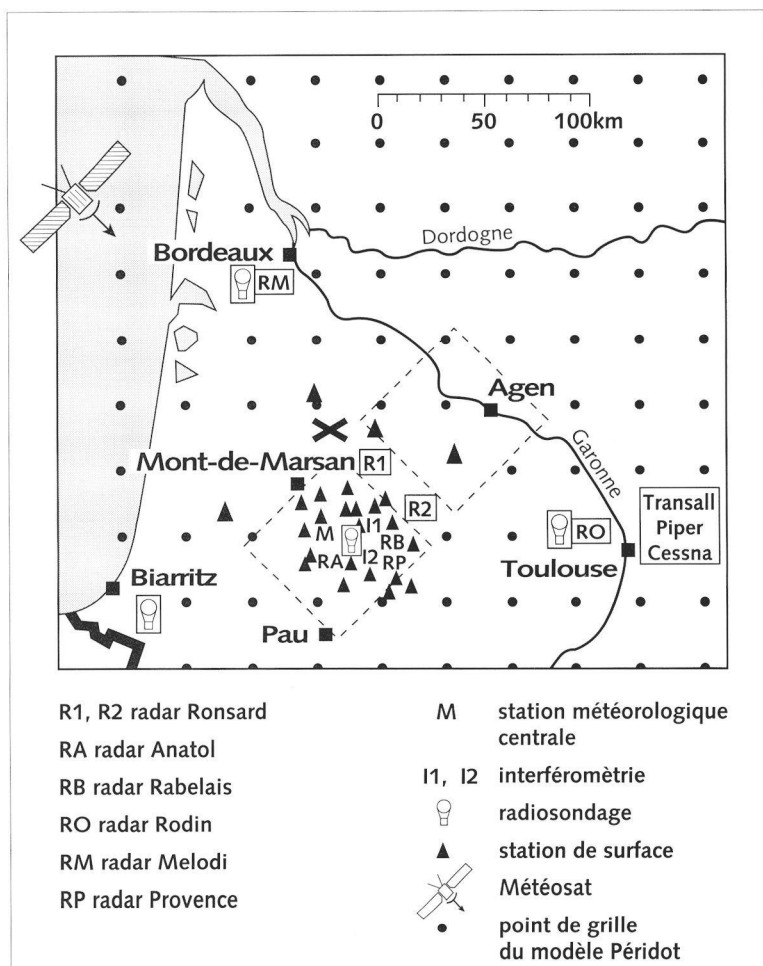 0 50 100km
Dordogne
Bordeaux
RM
Agen
Garonne
Mont-de-Marsan
R1
R2
Transall
Piper
Cessna
I1
M
RB
RO
RA
I2
RP
Toulouse
Biarritz
Pau
R1, R2 radar Ronsard
RA radar Anatol
RB radar Rabelais
RO radar Rodin
RM radar Melodi
RP radar Provence
M station météorologique
centrale
I1, I2 interféromètrie
radiosondage
station de surface
Météosat
point de grille
du modèle Péridot